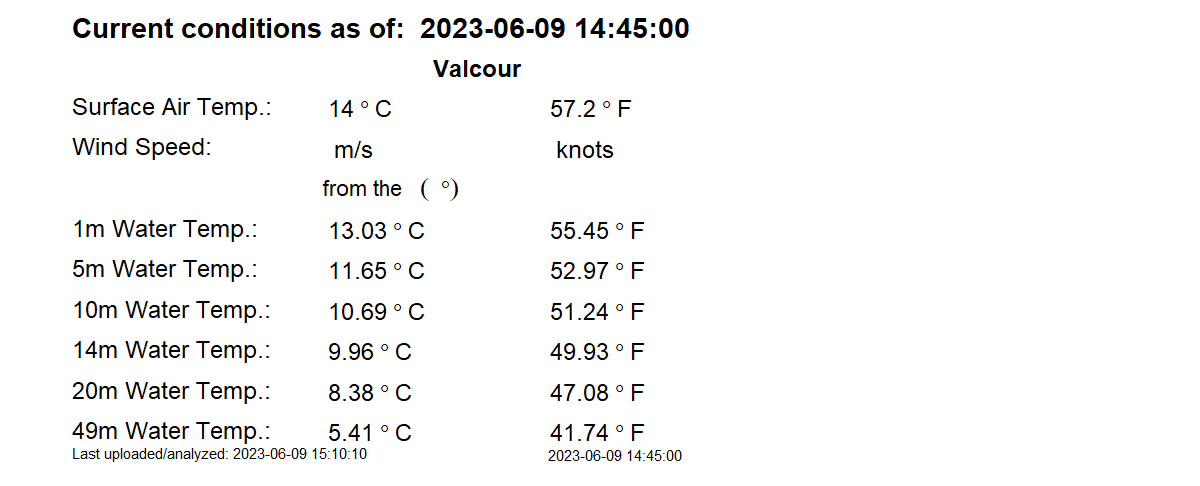 Current conditions as of: 2023-06-09 14:45:00
Valcour
Surface Air Temp.: 14 ° C 57.2 ° F
Wind Speed: m/s knots
from the ( °)
1m Water Temp.: 13.03 ° C 55.45 ° F
5m Water Temp.: 11.65 ° C 52.97 ° F
10m Water Temp.: 10.69 ° C 51.24 ° F
14m Water Temp.: 9.96 ° C 49.93 ° F
20m Water Temp.: 8.38 ° C 47.08 ° F
49m Water Temp.: 5.41 ° C 41.74 ° F
Last uploaded/analyzed: 2023-06-09 15:10:10 2023-06-09 14:45:00